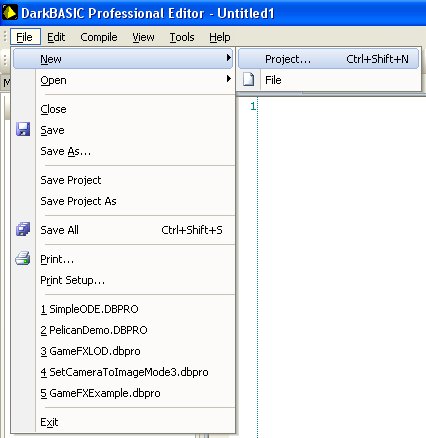 DarkBASIC Professional Editor - Untitled1
File Edit Compile View Tools Help
New
Project... Ctrl+Shift+N
Open
File
Close
1
Save
Save As...
Save Project
Save Project As
Save All Ctrl+Shift+S
Print...
Print Setup...
1 SimpleODE.DBPRO
2 PelicanDemo.DBPRO
3 GameFXLOD.dbpro
4 SetCameraToImageMode3.dbpro
5 GameFXExample.dbpro
Exit